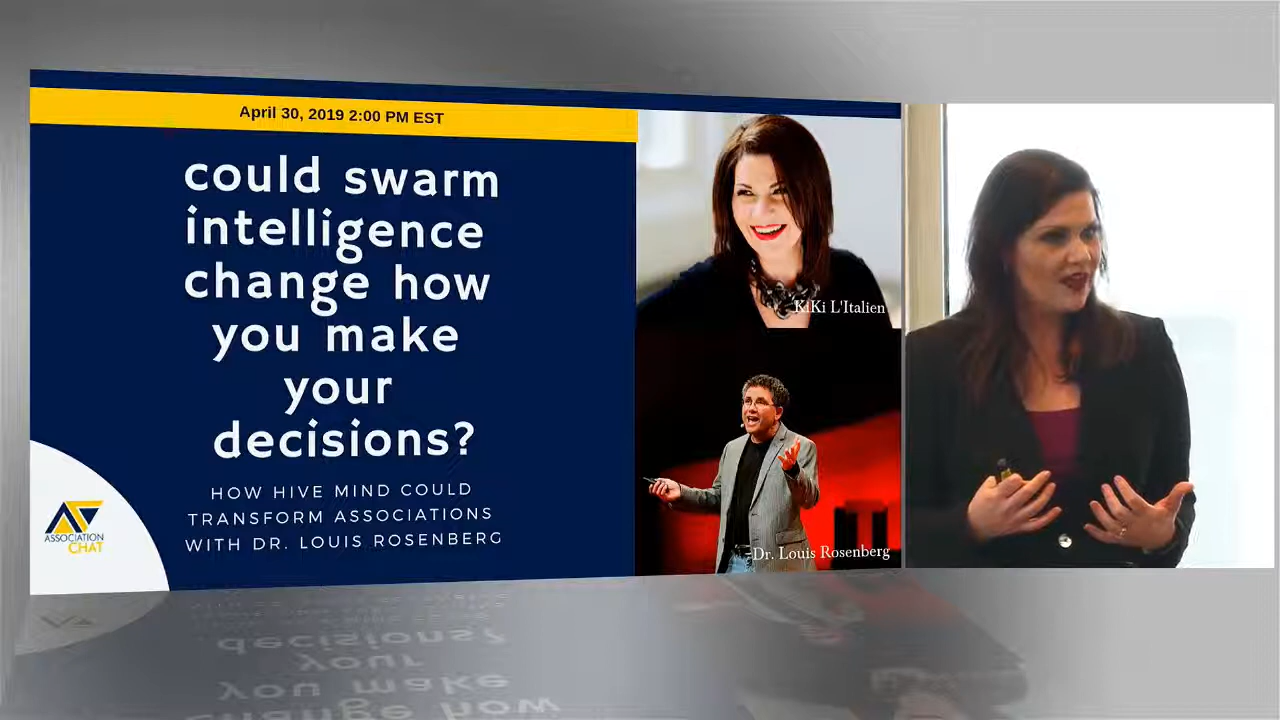 April 30, 2019 2:00 PM EST
could swarm
intelligence
change how
you make
your
decisions?
HOW HIVE MIND COULD
TRANSFORM ASSOCIATIONS
WITH DR. LOUIS ROSENBERG
ASSOCIATION
CHAT
KiKi L'Italien
Dr. Louis Rosenberg